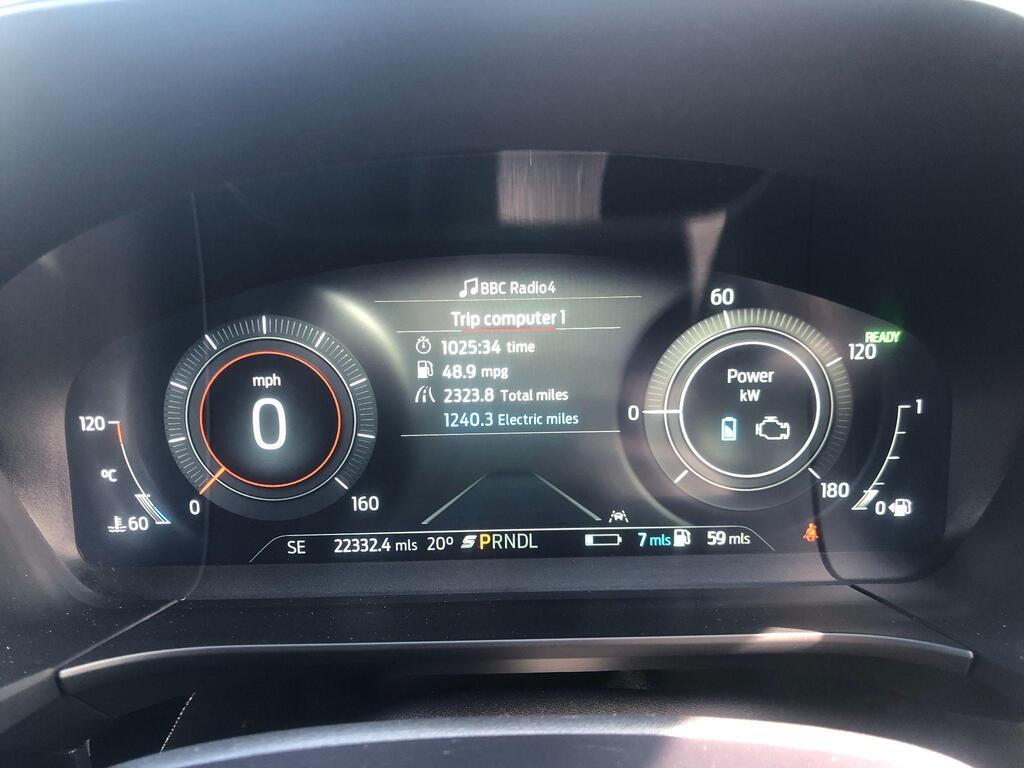 BBC Radio4
Trip computer 1
1025:34 time
48.9 mpg
2323.8 Total miles
1240.3 Electric miles
mph
0
0
160
120
°C
60
60
READY
120
Power
kW
0
180
1
0
SE 22332.4 mls 20° PRNDL 7 mls 59 mls